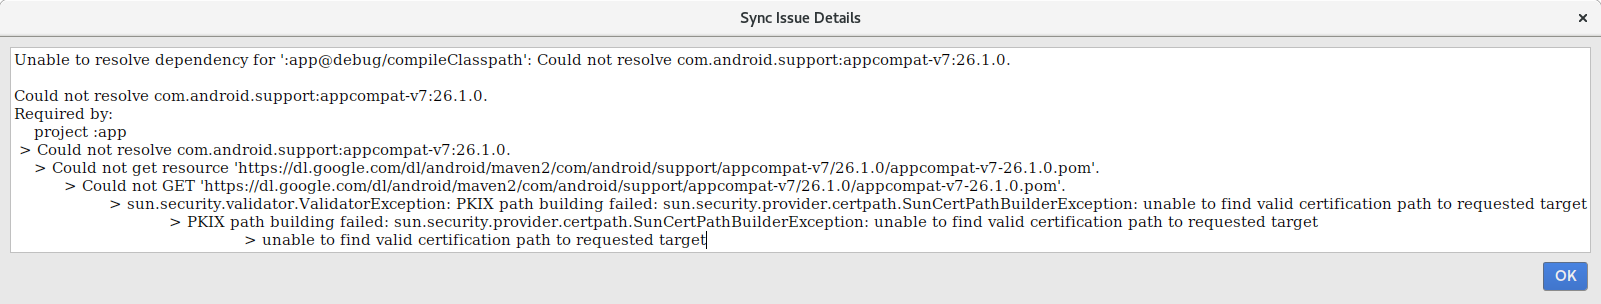 Sync Issue Details
×
Unable to resolve dependency for ':app@debug/compileClasspath': Could not resolve com.android.support:appcompat-v7:26.1.0.
Could not resolve com.android.support:appcompat-v7:26.1.0.
Required by:
project :app
> Could not resolve com.android.support:appcompat-v7:26.1.0.
> Could not get resource 'https://dl.google.com/dl/android/maven2/com/android/support/appcompat-v7/26.1.0/appcompat-v7-26.1.0.pom'.
> Could not GET 'https://dl.google.com/dl/android/maven2/com/android/support/appcompat-v7/26.1.0/appcompat-v7-26.1.0.pom'.
> sun.security.validator.ValidatorException: PKIX path building failed: sun.security.provider.certpath.SunCertPathBuilderException: unable to find valid certification path to requested target
> PKIX path building failed: sun.security.provider.certpath.SunCertPathBuilderException: unable to find valid certification path to requested target
> unable to find valid certification path to requested target
OK